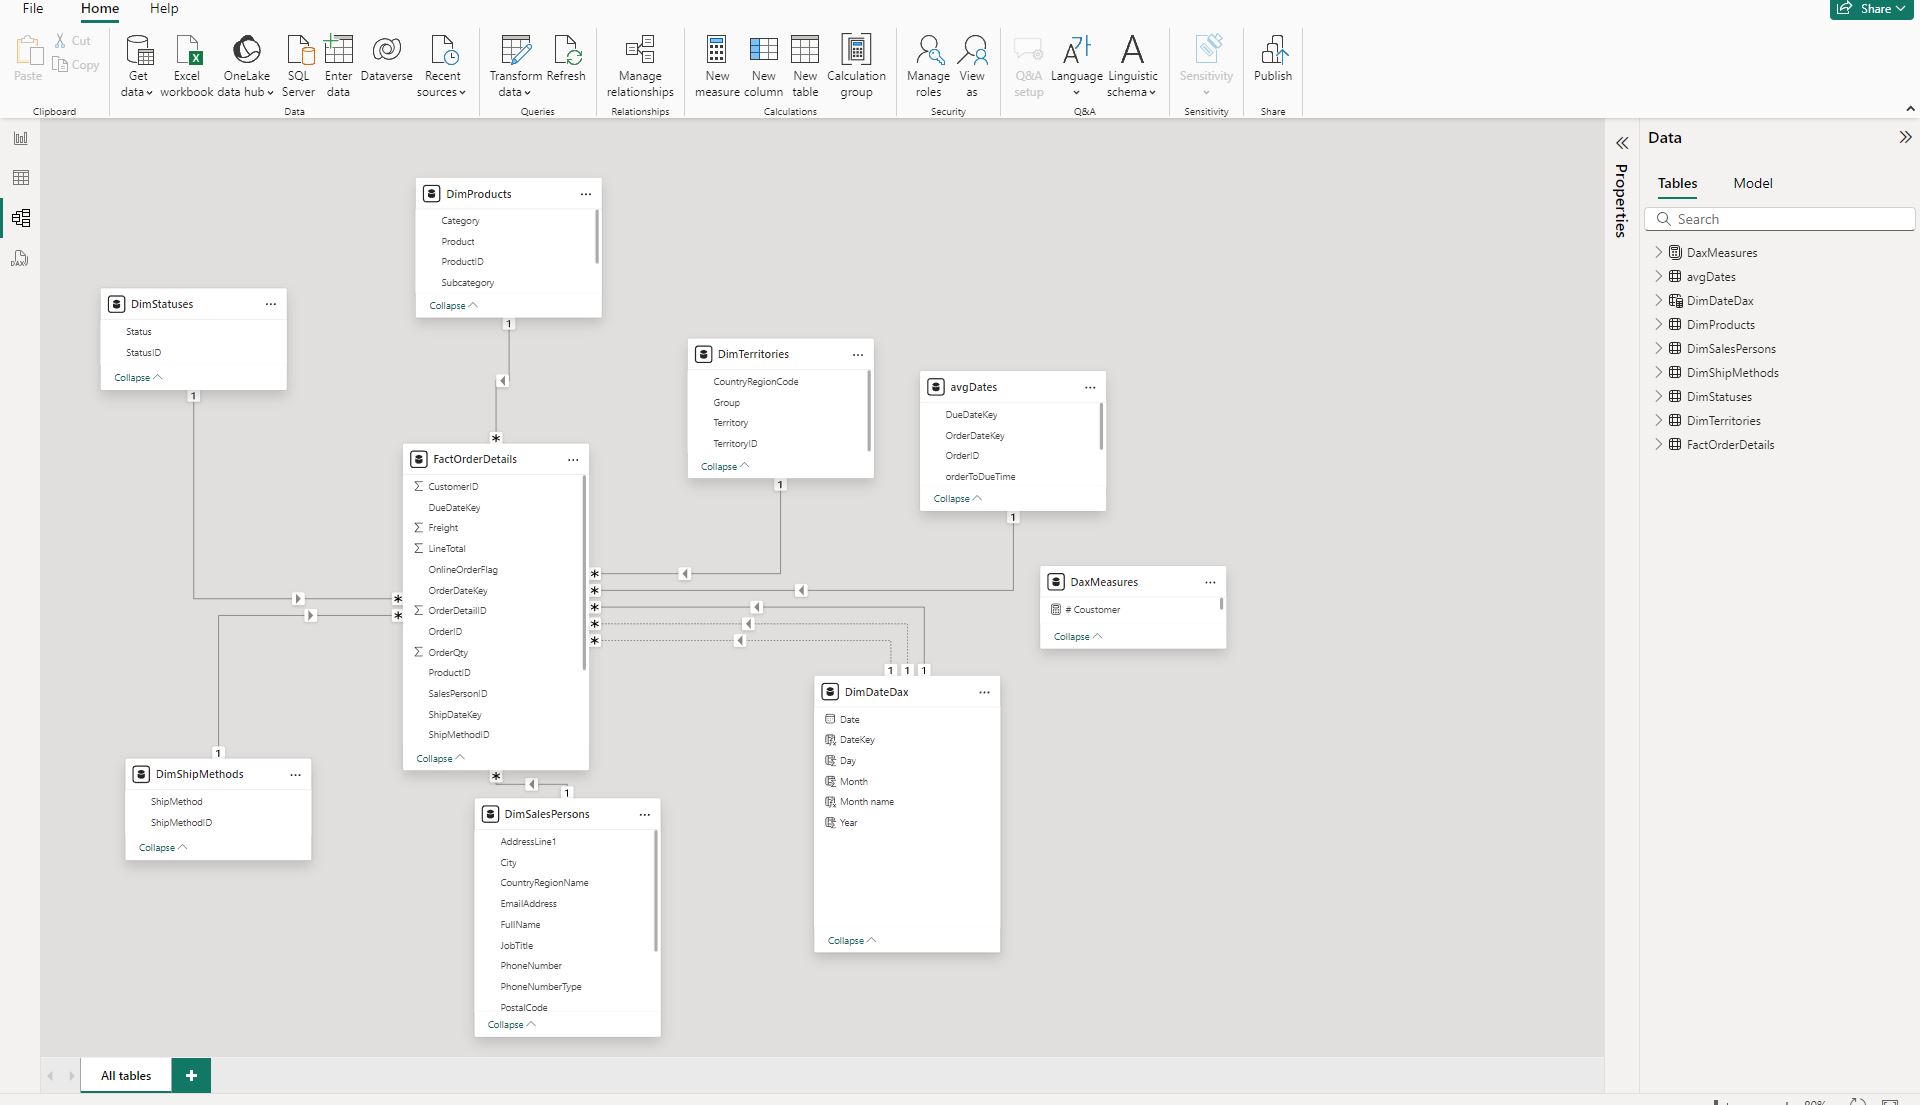 File
Home
Help
Share
Paste
Cut
Copy
Get data
Excel workbook
OneLake data hub
SQL Server
Enter data
Dataverse
Recent sources
Transform data
Refresh
Manage relationships
New measure
New column
New table
Calculation group
Manage roles
View as
Q&A setup
Language
Linguistic schema
Sensitivity
Publish
Clipboard
Data
Queries
Relationships
Calculations
Security
Q&A
Sensitivity
Share
DAX
DimProducts
Category
Product
ProductID
Subcategory
Collapse
1
*
DimStatuses
Status
StatusID
Collapse
1
*
DimTerritories
CountryRegionCode
Group
Territory
TerritoryID
Collapse
1
*
avgDates
DueDateKey
OrderDateKey
OrderID
orderToDueTime
Collapse
1
*
FactOrderDetails
∑ CustomerID
DueDateKey
∑ Freight
∑ LineTotal
OnlineOrderFlag
OrderDateKey
∑ OrderDetailID
OrderID
∑ OrderQty
ProductID
SalesPersonID
ShipDateKey
ShipMethodID
Collapse
*
*
*
*
*
DaxMeasures
# Coustomer
Collapse
1 1 1
DimDateDax
Date
DateKey
Day
Month
Month name
Year
Collapse
1
DimShipMethods
ShipMethod
ShipMethodID
Collapse
1
DimSalesPersons
AddressLine1
City
CountryRegionName
EmailAddress
FullName
JobTitle
PhoneNumber
PhoneNumberType
PostalCode
Collapse
Properties
Data
Tables
Model
Search
DaxMeasures
avgDates
DimDateDax
DimProducts
DimSalesPersons
DimShipMethods
DimStatuses
DimTerritories
FactOrderDetails
All tables
+
80%